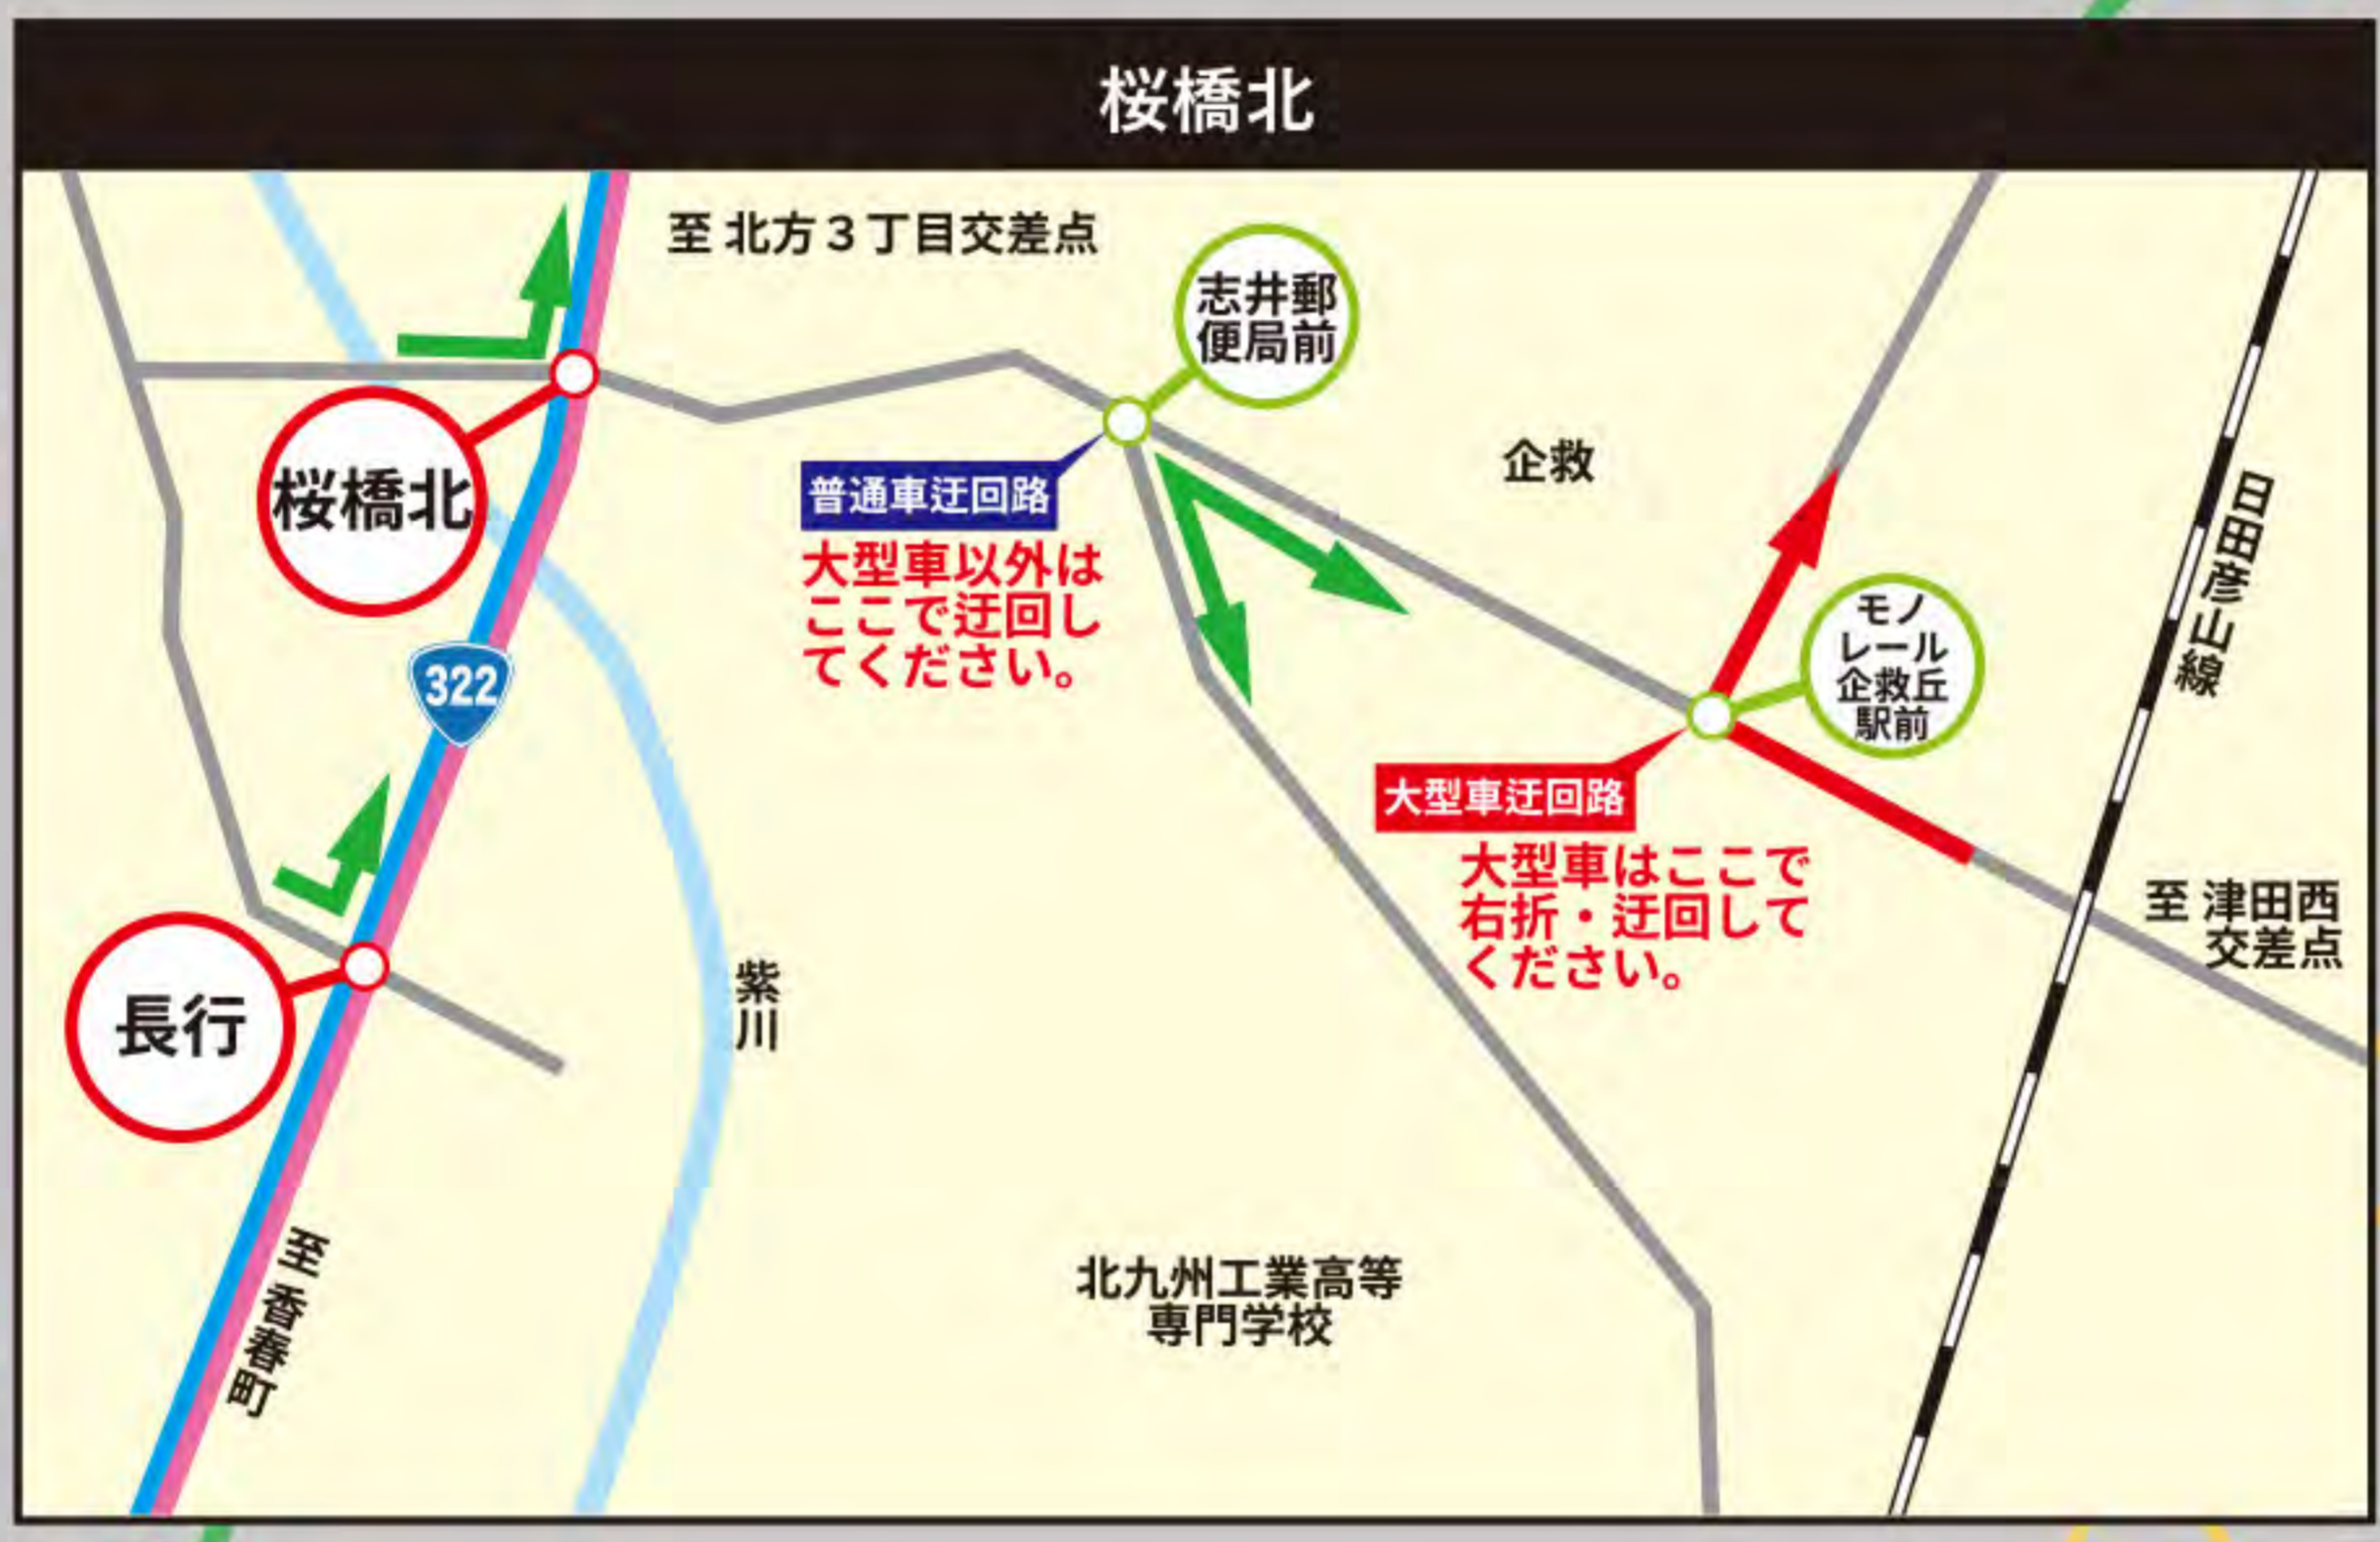 桜橋北
至 北方3丁目交差点
志井郵
便局前
桜橋北
普通車迂回路
大型車以外は
ここで迂回し
てください。
企救
日田彦山線
モノ
レール
企救丘
駅前
322
大型車迂回路
大型車はここで
右折・迂回して
ください。
至 津田西
交差点
紫川
長行
至 香春町
北九州工業高等
専門学校